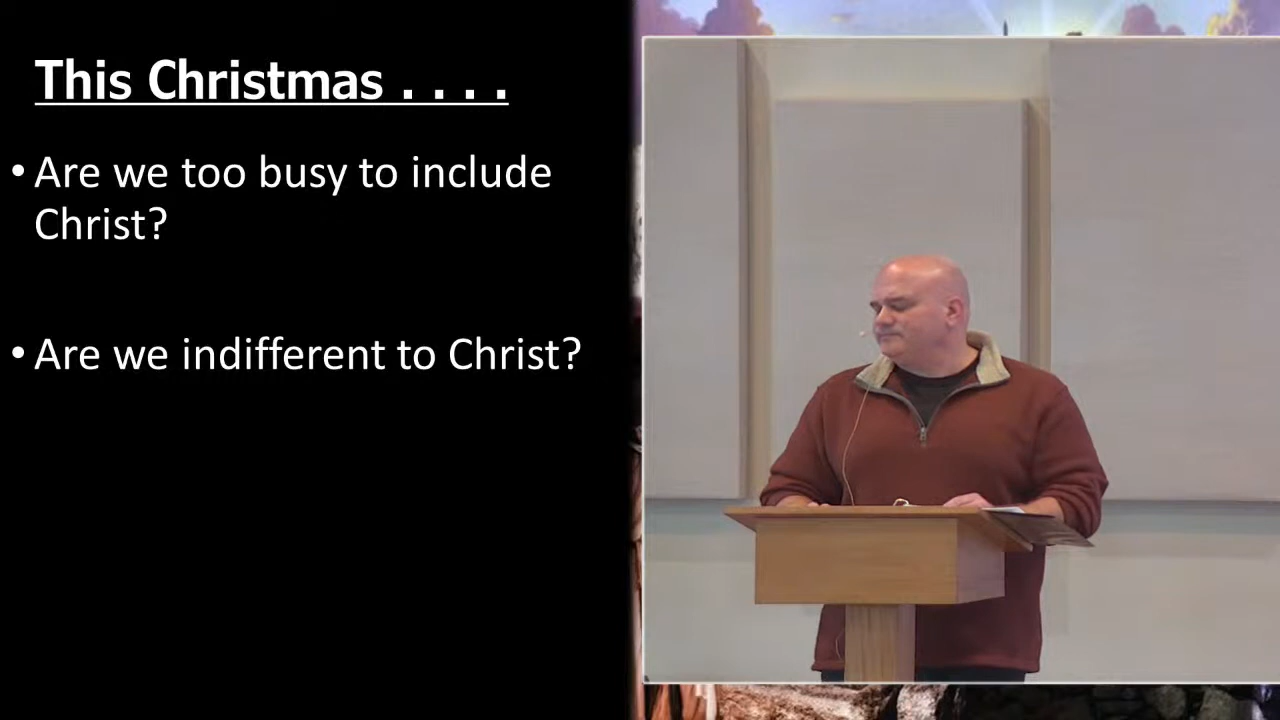 This Christmas . . . .
• Are we too busy to include
Christ?
• Are we indifferent to Christ?